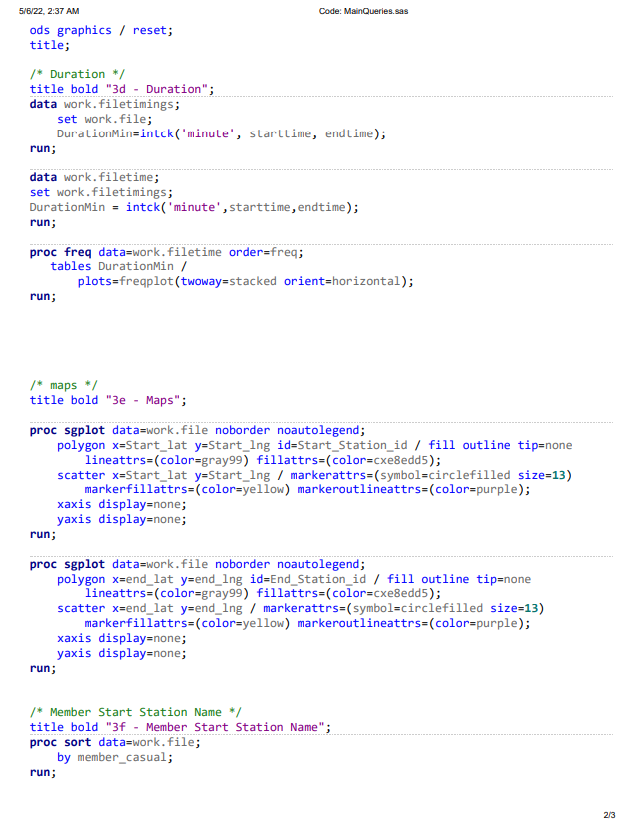 5/6/22, 2:37 AM Code: MainQueries.sas
ods graphics / reset;
title;
/* Duration */
title bold "3d - Duration";
data work.filetimings;
set work.file;
DurationMin=intck('minute', starttime, endtime);
run;
data work.filetime;
set work.filetimings;
DurationMin = intck('minute',starttime,endtime);
run;
proc freq data=work.filetime order=freq;
tables DurationMin /
plots=freqplot(twoway=stacked orient=horizontal);
run;
/* maps */
title bold "3e - Maps";
proc sgplot data=work.file noborder noautolegend;
polygon x=Start_lat y=Start_lng id=Start_Station_id / fill outline tip=none
lineattrs=(color=gray99) fillattrs=(color=cxe8edd5);
scatter x=Start_lat y=Start_lng / markerattrs=(symbol=circlefilled size=13)
markerfillattrs=(color=yellow) markeroutlineattrs=(color=purple);
xaxis display=none;
yaxis display=none;
run;
proc sgplot data=work.file noborder noautolegend;
polygon x=end_lat y=end_lng id=End_Station_id / fill outline tip=none
lineattrs=(color=gray99) fillattrs=(color=cxe8edd5);
scatter x=end_lat y=end_lng / markerattrs=(symbol=circlefilled size=13)
markerfillattrs=(color=yellow) markeroutlineattrs=(color=purple);
xaxis display=none;
yaxis display=none;
run;
/* Member Start Station Name */
title bold "3f - Member Start Station Name";
proc sort data=work.file;
by member_casual;
run;
2/3